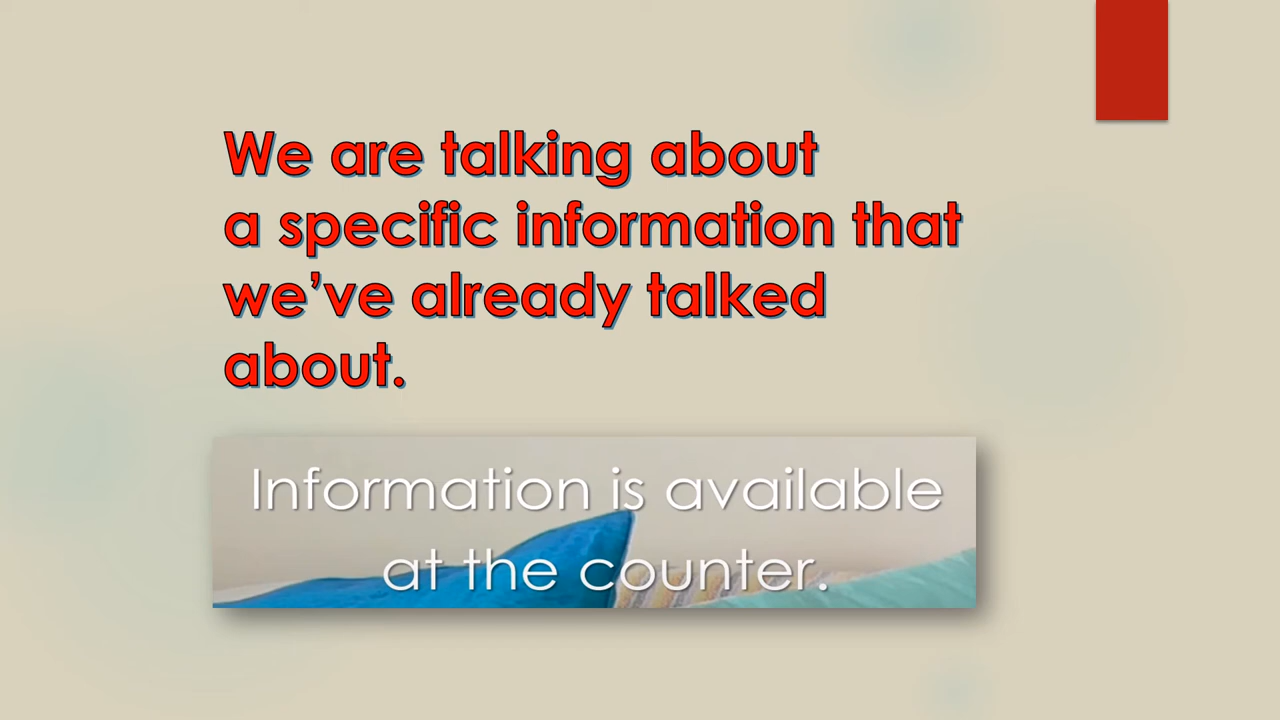 We are talking about
a specific information that
we’ve already talked
about.
Information is available
at the counter.